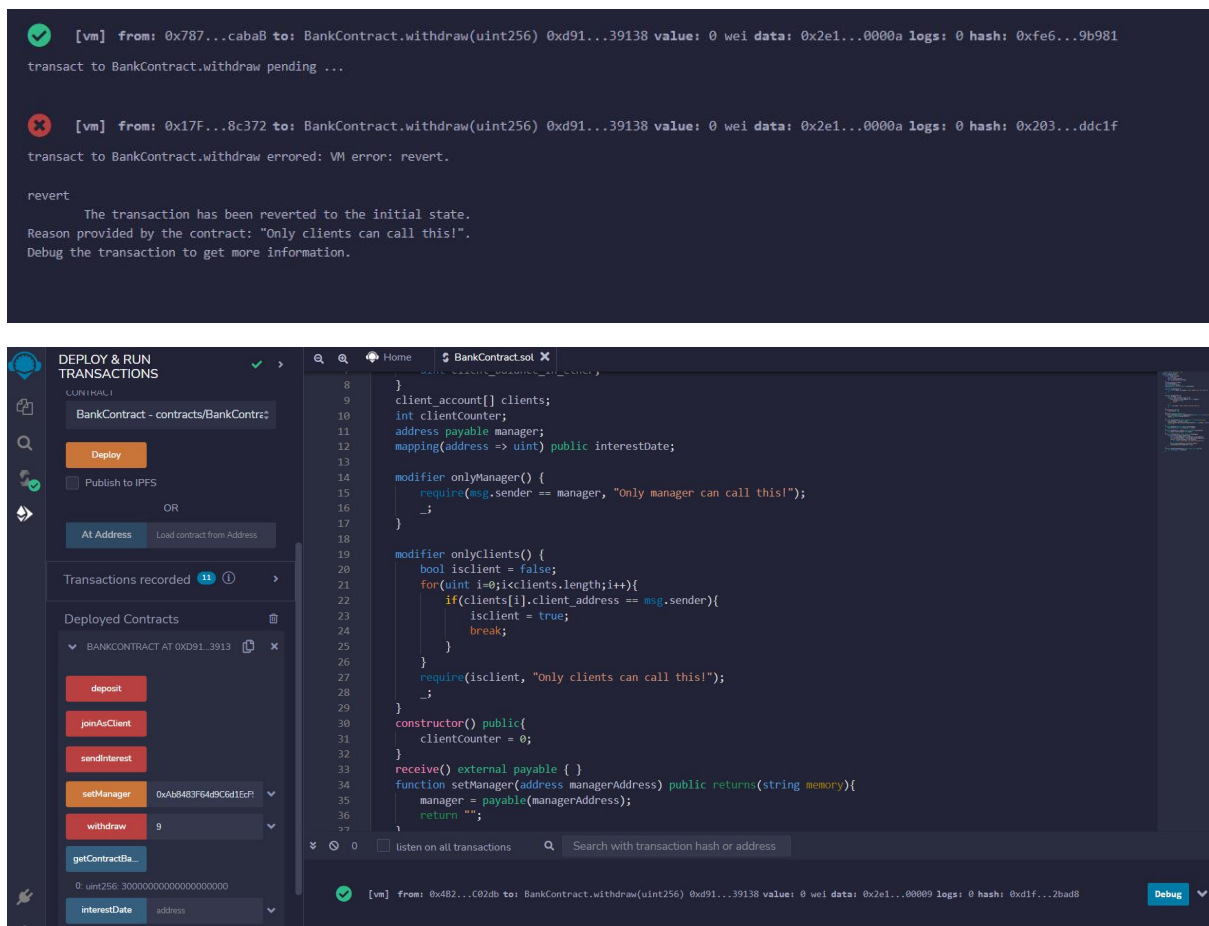 [vm] from: 0x787...cabaB to: BankContract.withdraw(uint256) 0xd91...39138 value: 0 wei data: 0x2e1...0000a logs: 0 hash: 0xfe6...9b981
transact to BankContract.withdraw pending ...
[vm] from: 0x17F...8c372 to: BankContract.withdraw(uint256) 0xd91...39138 value: 0 wei data: 0x2e1...0000a logs: 0 hash: 0x203...ddc1f
transact to BankContract.withdraw errored: VM error: revert.
revert
The transaction has been reverted to the initial state.
Reason provided by the contract: "Only clients can call this!".
Debug the transaction to get more information.
DEPLOY & RUN
TRANSACTIONS
CONTRACT
BankContract - contracts/BankContrac
Deploy
Publish to IPFS
OR
At Address
Load contract from Address
Transactions recorded 11
Deployed Contracts
BANKCONTRACT AT 0XD91...3913
deposit
joinAsClient
sendInterest
setManager 0xAb8483F64d9C6d1EcF!
withdraw 9
getContractBa...
0: uint256: 30000000000000000000
interestDate address
Home
BankContract.sol
uint client_balance_in_ether;
8 }
9 client_account[] clients;
10 int clientCounter;
11 address payable manager;
12 mapping(address => uint) public interestDate;
13
14 modifier onlyManager() {
15 require(msg.sender == manager, "Only manager can call this!");
16 _;
17 }
18
19 modifier onlyClients() {
20 bool isclient = false;
21 for(uint i=0;i<clients.length;i++){
22 if(clients[i].client_address == msg.sender){
23 isclient = true;
24 break;
25 }
26 }
27 require(isclient, "Only clients can call this!");
28 _;
29 }
30 constructor() public{
31 clientCounter = 0;
32 }
33 receive() external payable { }
34 function setManager(address managerAddress) public returns(string memory){
35 manager = payable(managerAddress);
36 return "";
37 }
0
listen on all transactions
Search with transaction hash or address
[vm] from: 0x4B2...C02db to: BankContract.withdraw(uint256) 0xd91...39138 value: 0 wei data: 0x2e1...00009 logs: 0 hash: 0xd1f...2bad8
Debug